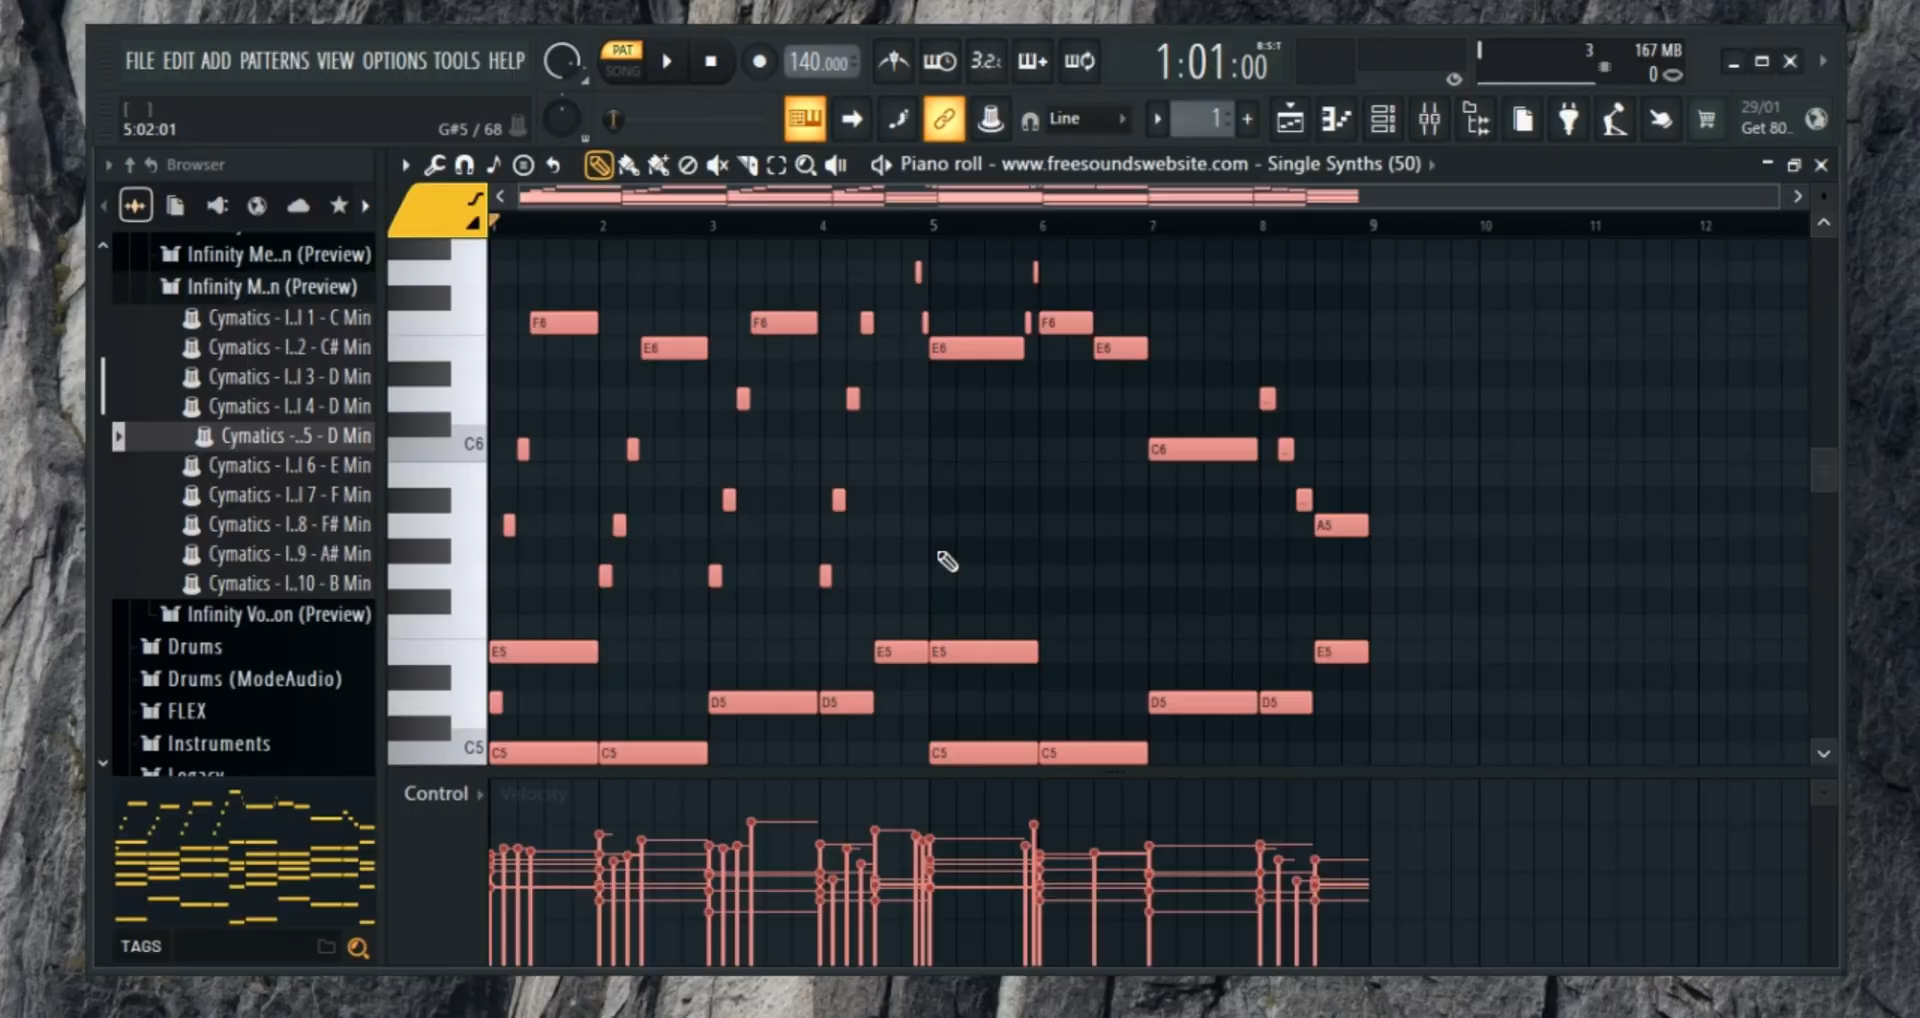 FILE EDIT ADD PATTERNS VIEW OPTIONS TOOLS HELP
PAT
SONG
140.000
3.2.
1:01:00
B:S:T
3
167 MB
0
[ ]
5:02:01
G#5 / 68
Line
1
29/01
Get 80..
Browser
Piano roll - www.freesoundswebsite.com - Single Synths (50)
1 2 3 4 5 6 7 8 9 10 11 12
Infinity Me..n (Preview)
Infinity M..n (Preview)
Cymatics - I..l 1 - C Min
Cymatics - I..2 - C# Min
Cymatics - I..l 3 - D Min
Cymatics - I..l 4 - D Min
Cymatics -..5 - D Min
Cymatics - I..l 6 - E Min
Cymatics - I..l 7 - F Min
Cymatics - I..8 - F# Min
Cymatics - I..9 - A# Min
Cymatics - I..10 - B Min
Infinity Vo..on (Preview)
Drums
Drums (ModeAudio)
FLEX
Instruments
Legacy
TAGS
F6 F6 F6
E6 E6 E6
C6 C6
A5
E5 E5 E5 E5
D5 D5 D5 D5
C5 C5 C5 C5 C5
Control
Velocity